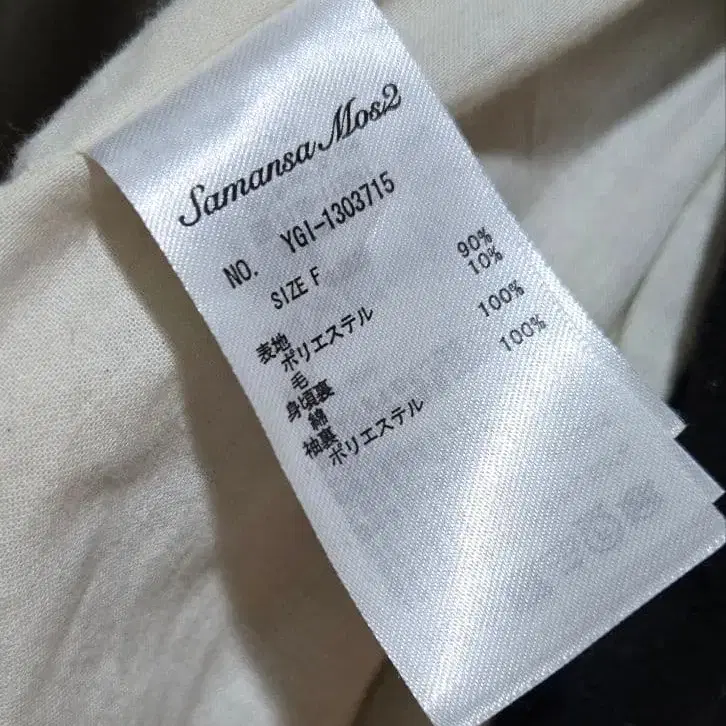 Samansa Mos2
NO. YGI-1303715
SIZE F
表地
ポリエステル 90%
毛 10%
身頃裏
綿 100%
袖裏
ポリエステル 100%